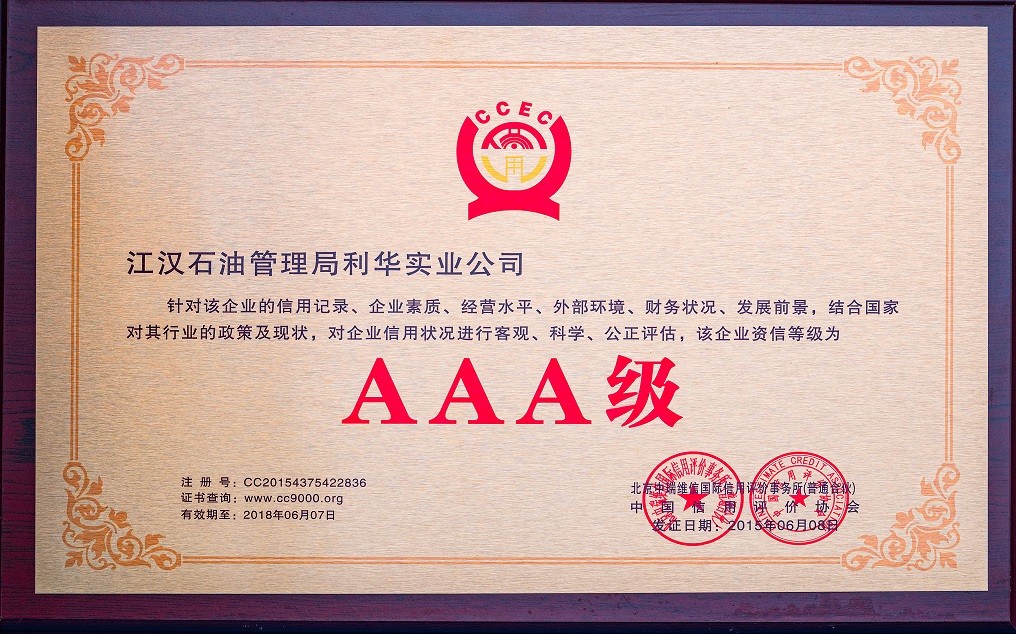 CCEC
用
江汉石油管理局利华实业公司
针对该企业的信用记录、企业素质、经营水平、外部环境、财务状况、发展前景，结合国家
对其行业的政策及现状，对企业信用状况进行客观、科学、公正评估，该企业资信等级为
AAA级
注 册 号：CC20154375422836
证书查询：www.cc9000.org
有效期至：2018年06月07日
北京中瑞维信国际信用评价事务所(普通合伙)
中国信用评价协会
发证日期：2015年06月08日